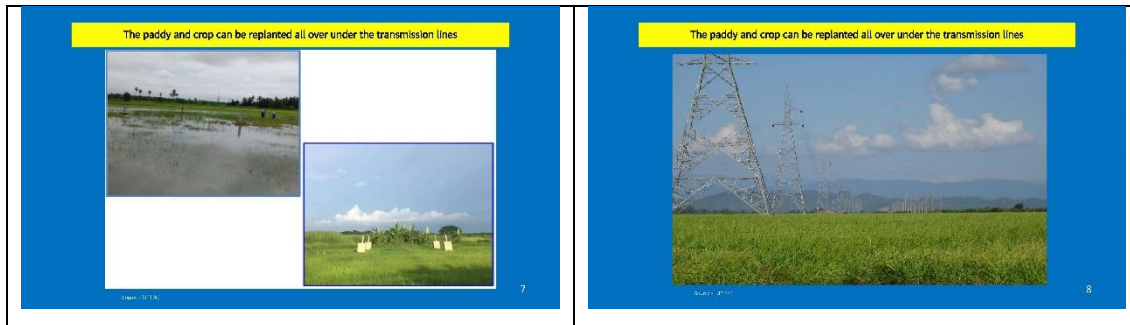 The paddy and crop can be replanted all over under the transmission lines
7
The paddy and crop can be replanted all over under the transmission lines
8